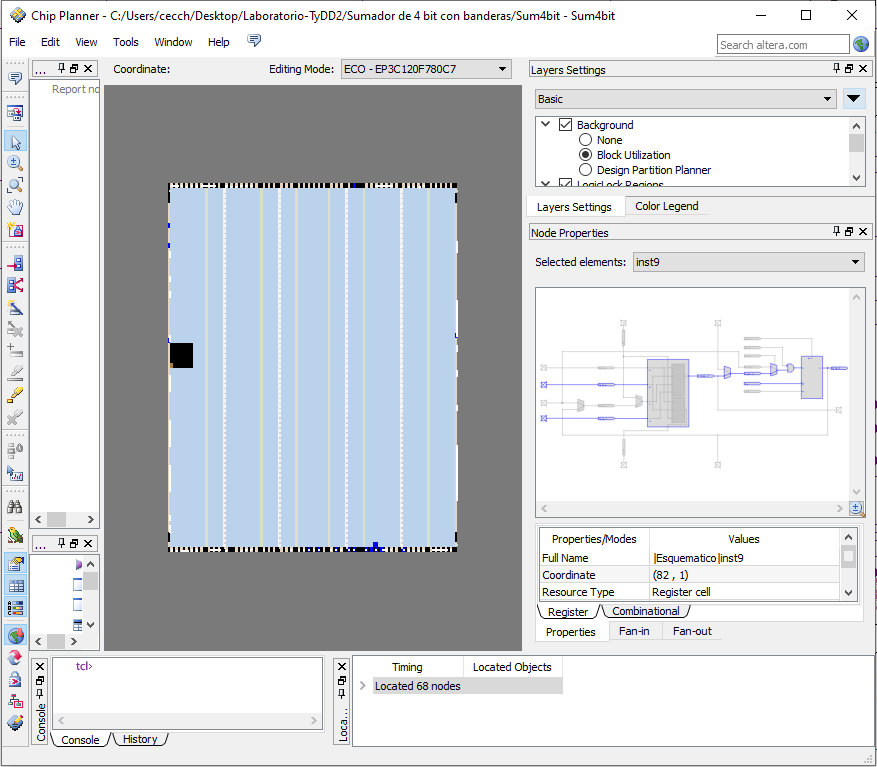 Chip Planner - C:/Users/cecch/Desktop/Laboratorio-TyDD2/Sumador de 4 bit con banderas/Sum4bit - Sum4bit
File Edit View Tools Window Help
Search altera.com
...
Report no
Coordinate:
Editing Mode: ECO - EP3C120F780C7
Layers Settings
Basic
Background
None
Block Utilization
Design Partition Planner
LogicLock Regions
Layers Settings Color Legend
Node Properties
Selected elements: inst9
Properties/Modes Values
Full Name |Esquematico|inst9
Coordinate (82 , 1)
Resource Type Register cell
Register Combinational
Properties Fan-in Fan-out
...
tcl>
Console
Console History
Loca...
Timing Located Objects
Located 68 nodes